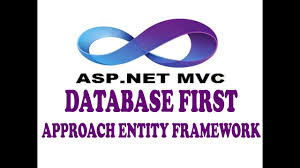 ASP.NET MVC
DATABASE FIRST
APPROACH ENTITY FRAMEWORK